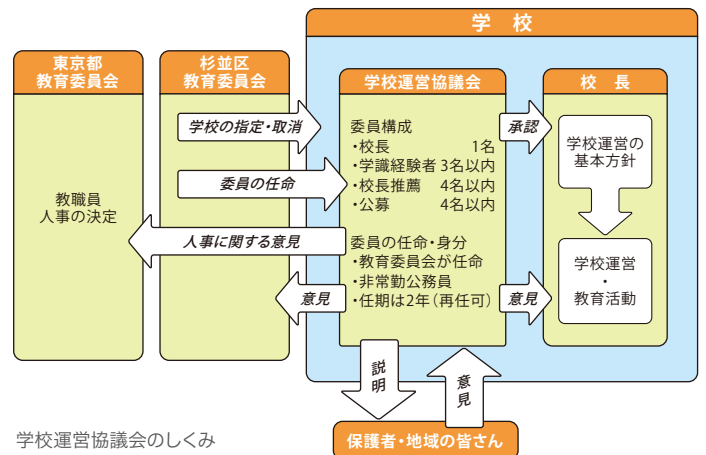 学 校
東京都
教育委員会
杉並区
教育委員会
学校運営協議会
校 長
学校の指定・取消
委員の任命
人事に関する意見
意見
教職員
人事の決定
委員構成
・校長 1名
・学識経験者 3名以内
・校長推薦 4名以内
・公募 4名以内
委員の任命・身分
・教育委員会が任命
・非常勤公務員
・任期は2年（再任可）
承認
意見
学校運営の
基本方針
学校運営
・
教育活動
説明
意見
保護者・地域の皆さん
学校運営協議会のしくみ